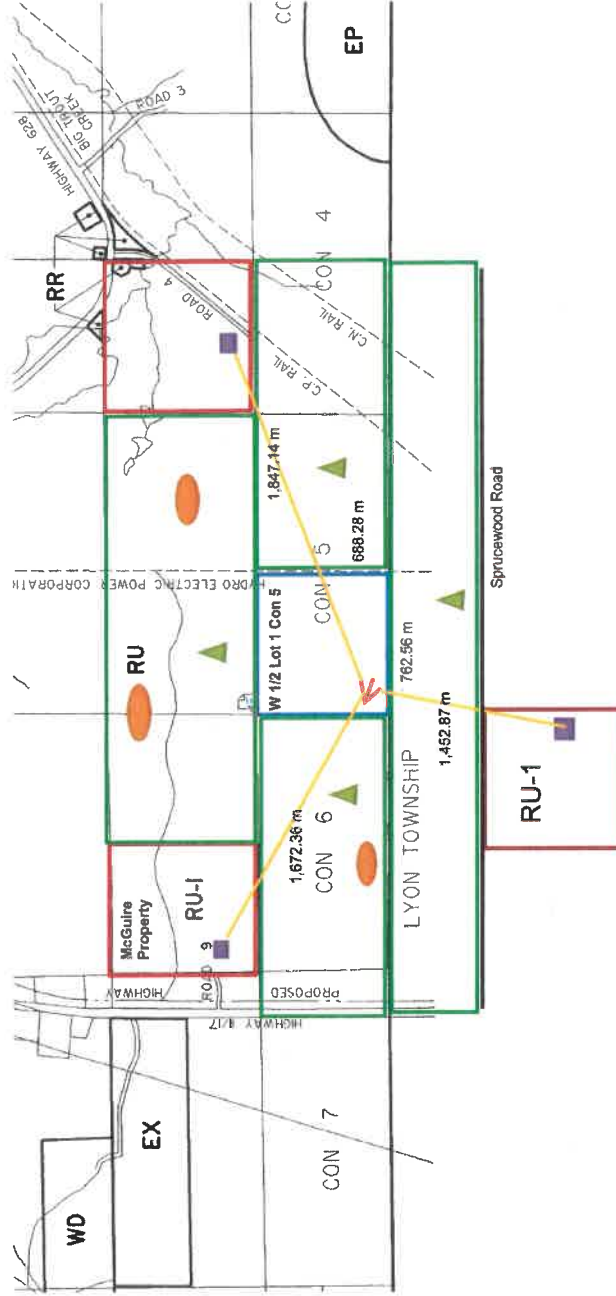 CC
EP
HIGHWAY 628
BIG TROUT
CREEK
ROAD 3
RR
ROAD 4
CON 4
C.N. RAIL
C.P. RAIL
1,847.14 m
688.28 m
HYDRO ELECTRIC POWER CORPORATI
RU
CON 5
W 1/2 Lot 1 Con 5
762.56 m
Sprucewood Road
1,452.87 m
LYON TOWNSHIP
RU-1
1,672.36 m
CON 6
McGuire
Property
RU-I
ROAD 9
PROPOSED HIGHWAY
HIGHWAY 11/17
WD
EX
CON 7